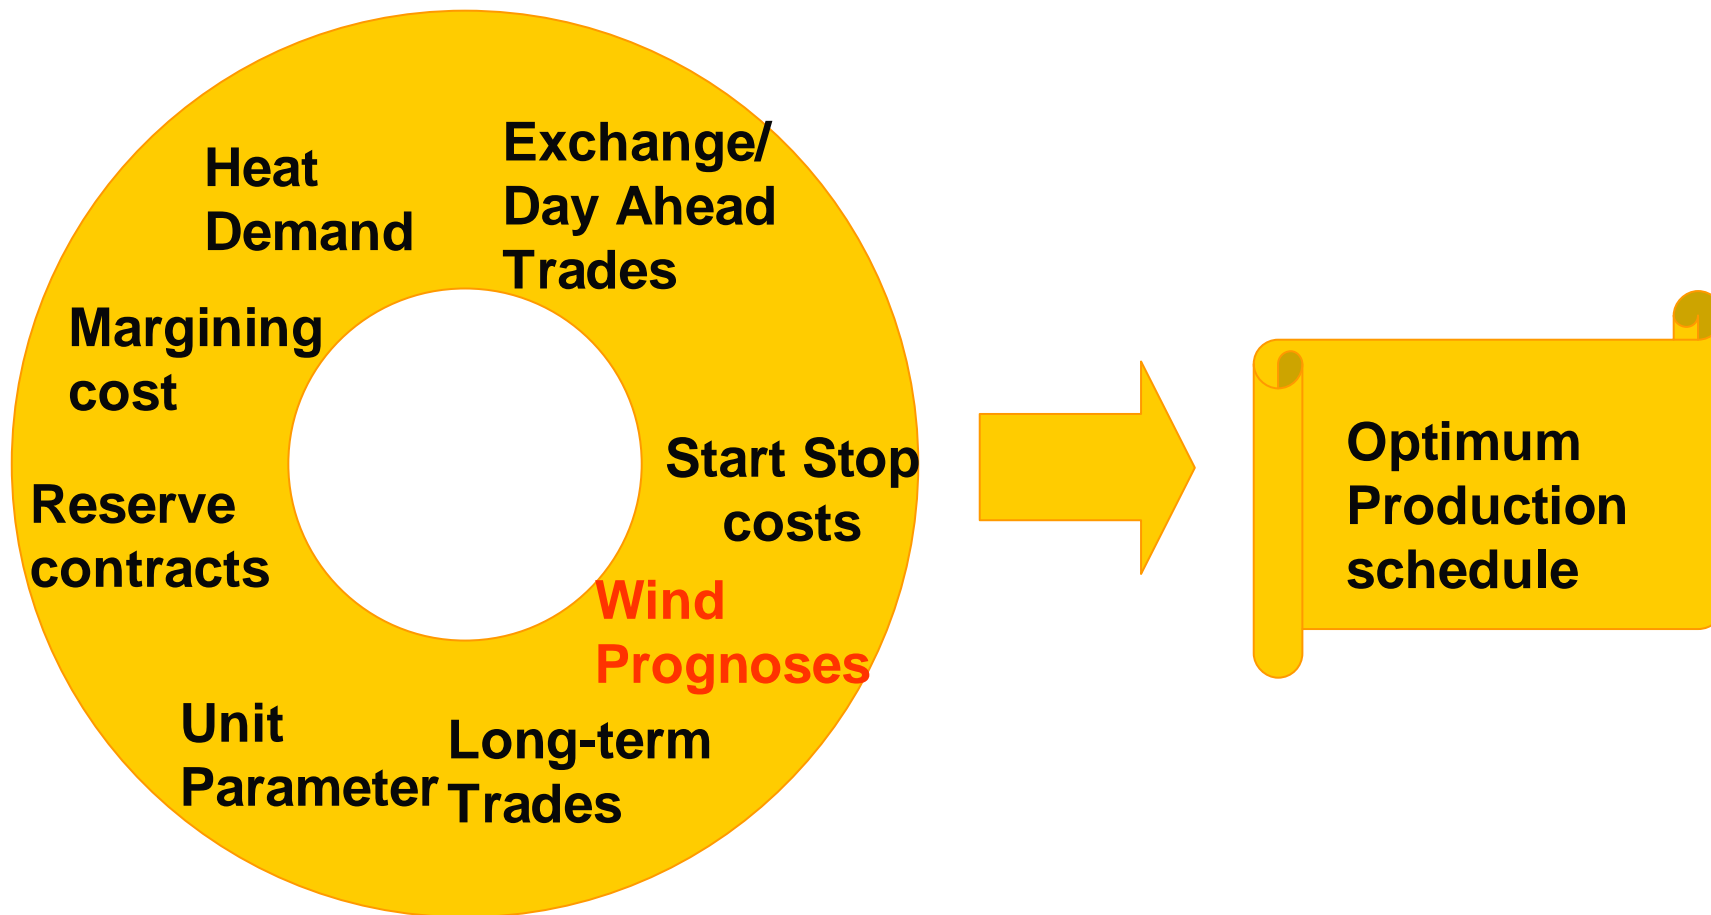 Heat
Demand
Exchange/
Day Ahead
Trades
Margining
cost
Start Stop
costs
Reserve
contracts
Wind
Prognoses
Unit
Parameter
Long-term
Trades
Optimum
Production
schedule